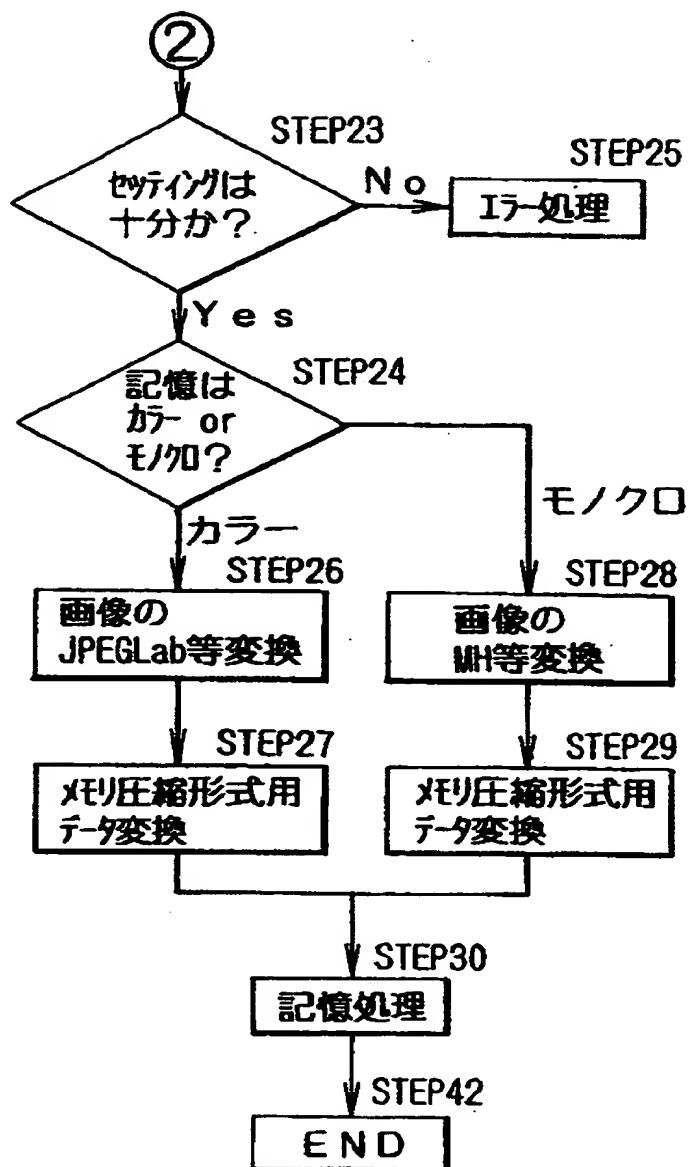 ②
STEP23
ｾｯﾃｨﾝｸﾞは
十分か？
No
STEP25
ｴﾗｰ処理
Yes
STEP24
記憶は
ｶﾗｰ or
ﾓﾉｸﾛ？
カラー
モノクロ
STEP26
画像の
JPEGLab等変換
STEP28
画像の
MH等変換
STEP27
ﾒﾓﾘ圧縮形式用
ﾃﾞｰﾀ変換
STEP29
ﾒﾓﾘ圧縮形式用
ﾃﾞｰﾀ変換
STEP30
記憶処理
STEP42
END